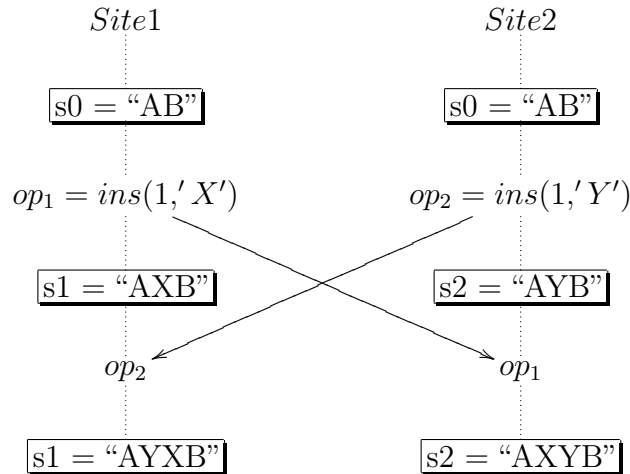 Site1 Site2
s0 = “AB” s0 = “AB”
op₁ = ins(1,′ X′) op₂ = ins(1,′ Y′)
s1 = “AXB” s2 = “AYB”
op₂ op₁
s1 = “AYXB” s2 = “AXYB”